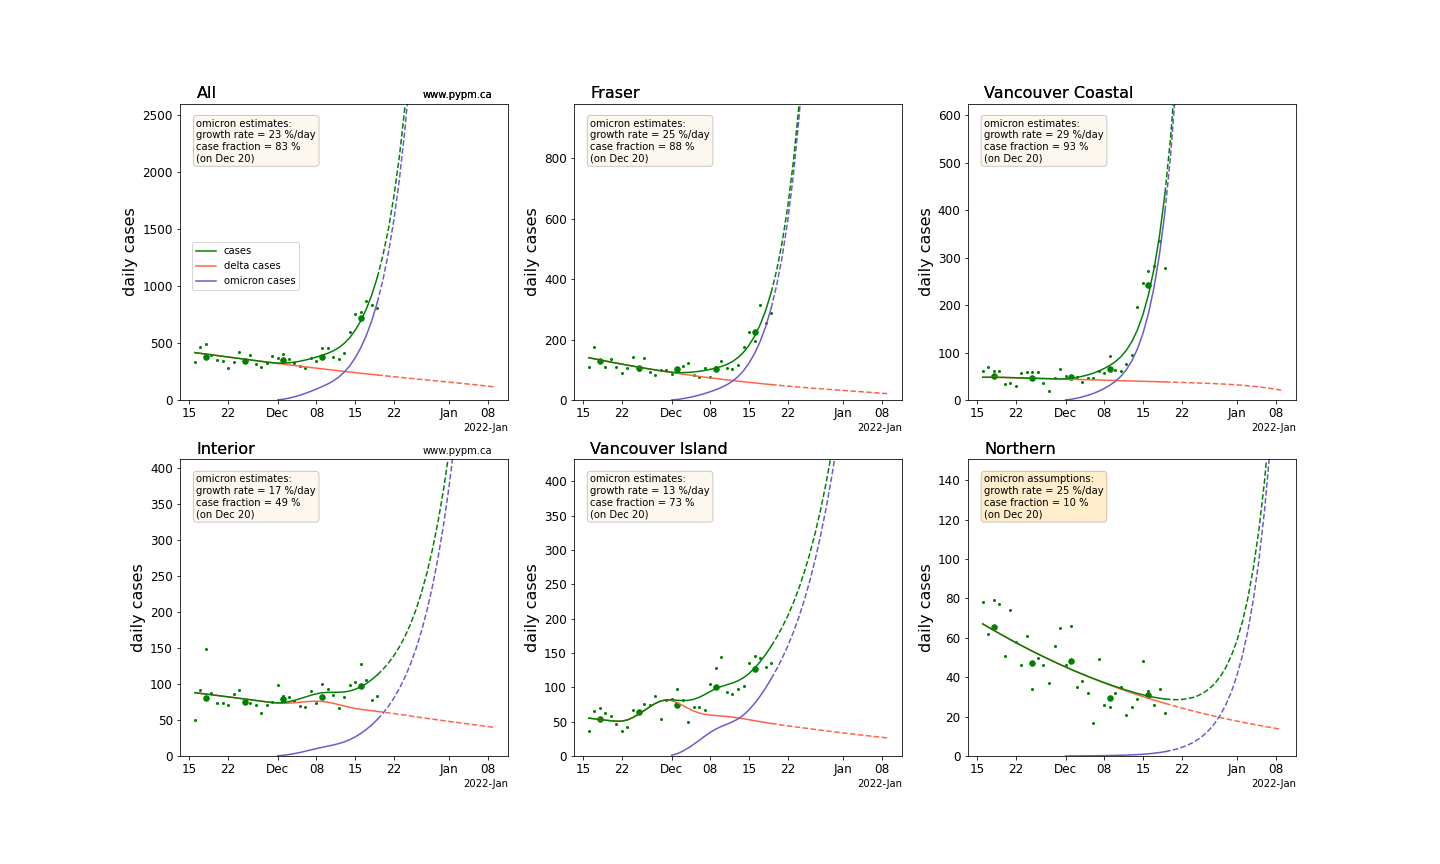 All
www.pypm.ca
daily cases
2500
2000
1500
1000
500
0
omicron estimates:
growth rate = 23 %/day
case fraction = 83 %
(on Dec 20)
cases
delta cases
omicron cases
15 22 Dec 08 15 22 Jan 08
2022-Jan
Fraser
daily cases
800
600
400
200
0
omicron estimates:
growth rate = 25 %/day
case fraction = 88 %
(on Dec 20)
15 22 Dec 08 15 22 Jan 08
2022-Jan
Vancouver Coastal
daily cases
600
500
400
300
200
100
0
omicron estimates:
growth rate = 29 %/day
case fraction = 93 %
(on Dec 20)
15 22 Dec 08 15 22 Jan 08
2022-Jan
Interior
www.pypm.ca
daily cases
400
350
300
250
200
150
100
50
0
omicron estimates:
growth rate = 17 %/day
case fraction = 49 %
(on Dec 20)
15 22 Dec 08 15 22 Jan 08
2022-Jan
Vancouver Island
daily cases
400
350
300
250
200
150
100
50
0
omicron estimates:
growth rate = 13 %/day
case fraction = 73 %
(on Dec 20)
15 22 Dec 08 15 22 Jan 08
2022-Jan
Northern
daily cases
140
120
100
80
60
40
20
0
omicron assumptions:
growth rate = 25 %/day
case fraction = 10 %
(on Dec 20)
15 22 Dec 08 15 22 Jan 08
2022-Jan